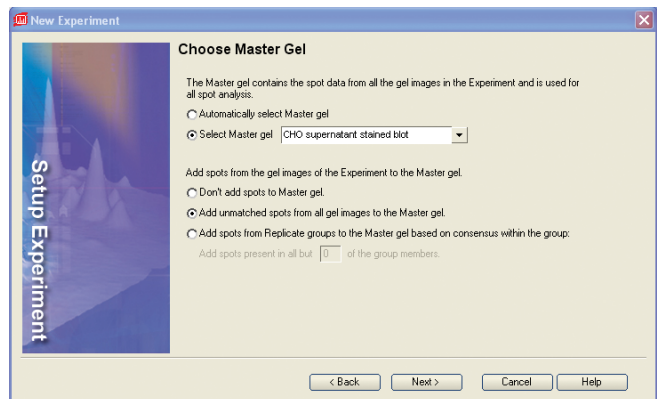 New Experiment
Setup Experiment
Choose Master Gel
The Master gel contains the spot data from all the gel images in the Experiment and is used for
all spot analysis.
Automatically select Master gel
Select Master gel CHO supernatant stained blot
Add spots from the gel images of the Experiment to the Master gel.
Don't add spots to Master gel.
Add unmatched spots from all gel images to the Master gel.
Add spots from Replicate groups to the Master gel based on consensus within the group:
Add spots present in all but 0 of the group members.
< Back Next > Cancel Help